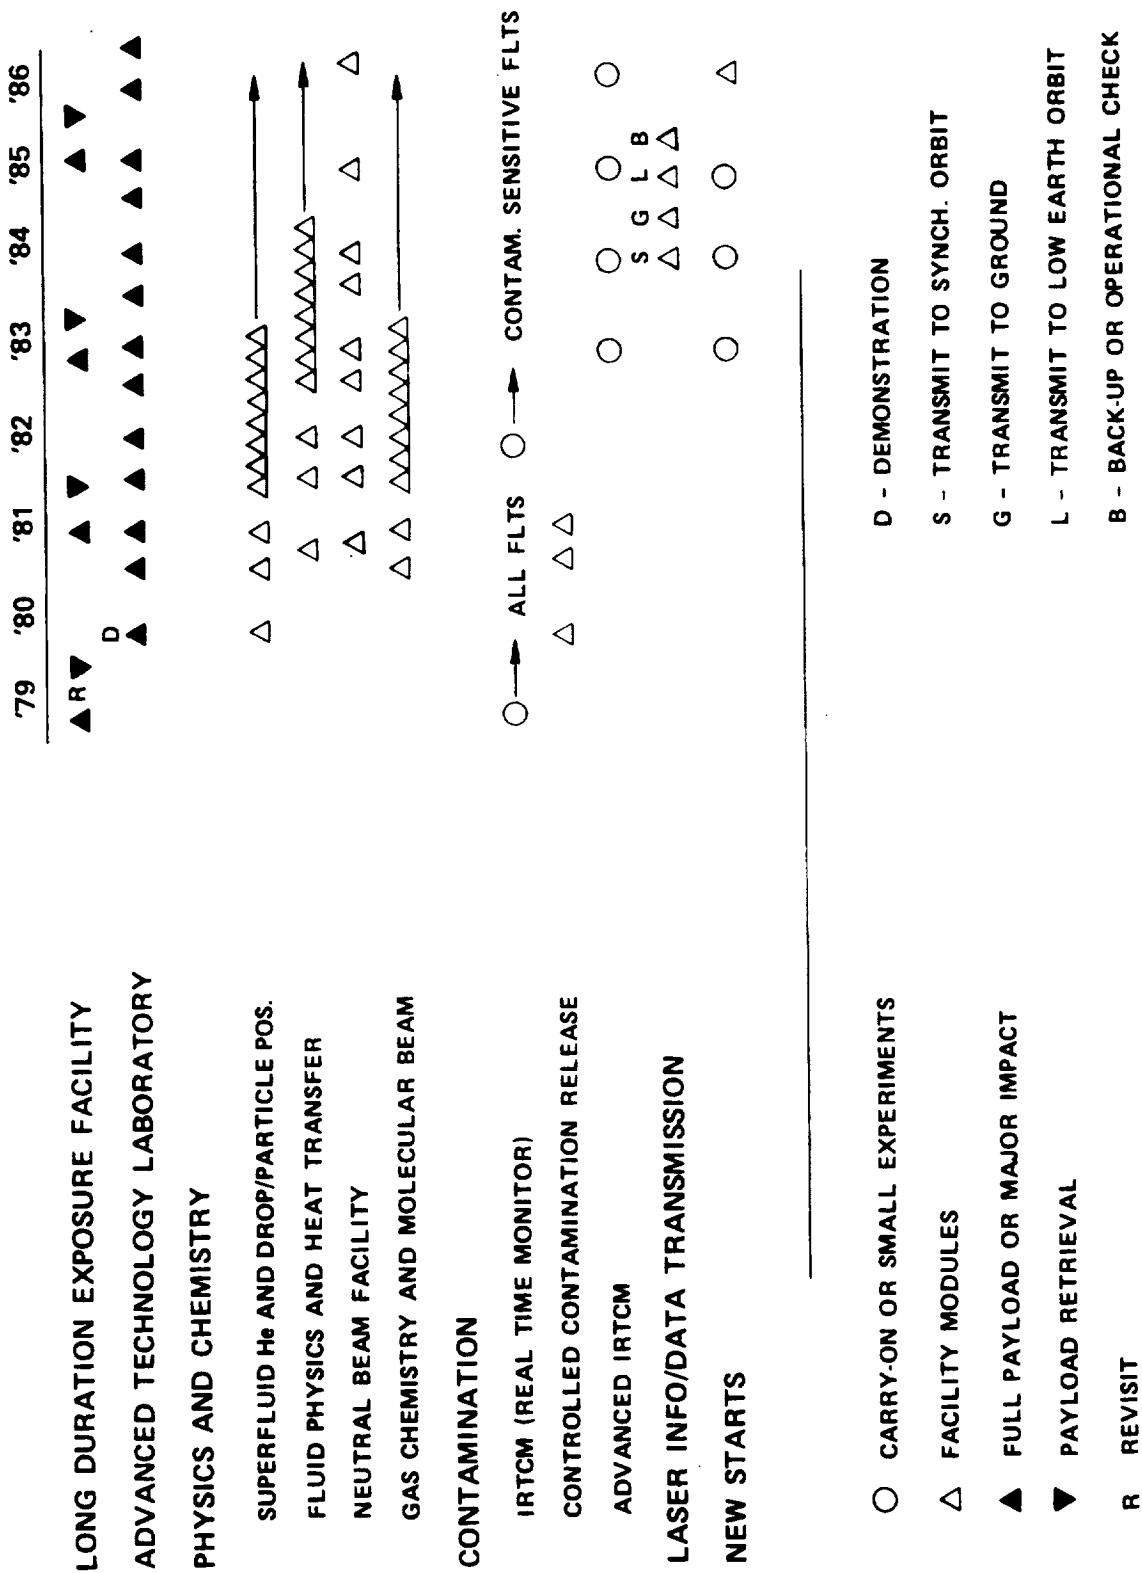 '79 '80 '81 '82 '83 '84 '85 '86
LONG DURATION EXPOSURE FACILITY
R
D
ADVANCED TECHNOLOGY LABORATORY
PHYSICS AND CHEMISTRY
SUPERFLUID He AND DROP/PARTICLE POS.
FLUID PHYSICS AND HEAT TRANSFER
NEUTRAL BEAM FACILITY
GAS CHEMISTRY AND MOLECULAR BEAM
CONTAMINATION
IRTCM (REAL TIME MONITOR) ALL FLTS CONTAM. SENSITIVE FLTS
CONTROLLED CONTAMINATION RELEASE
ADVANCED IRTCM
S G L B
LASER INFO/DATA TRANSMISSION
NEW STARTS
CARRY-ON OR SMALL EXPERIMENTS
FACILITY MODULES
FULL PAYLOAD OR MAJOR IMPACT
PAYLOAD RETRIEVAL
R REVISIT
D - DEMONSTRATION
S - TRANSMIT TO SYNCH. ORBIT
G - TRANSMIT TO GROUND
L - TRANSMIT TO LOW EARTH ORBIT
B - BACK-UP OR OPERATIONAL CHECK